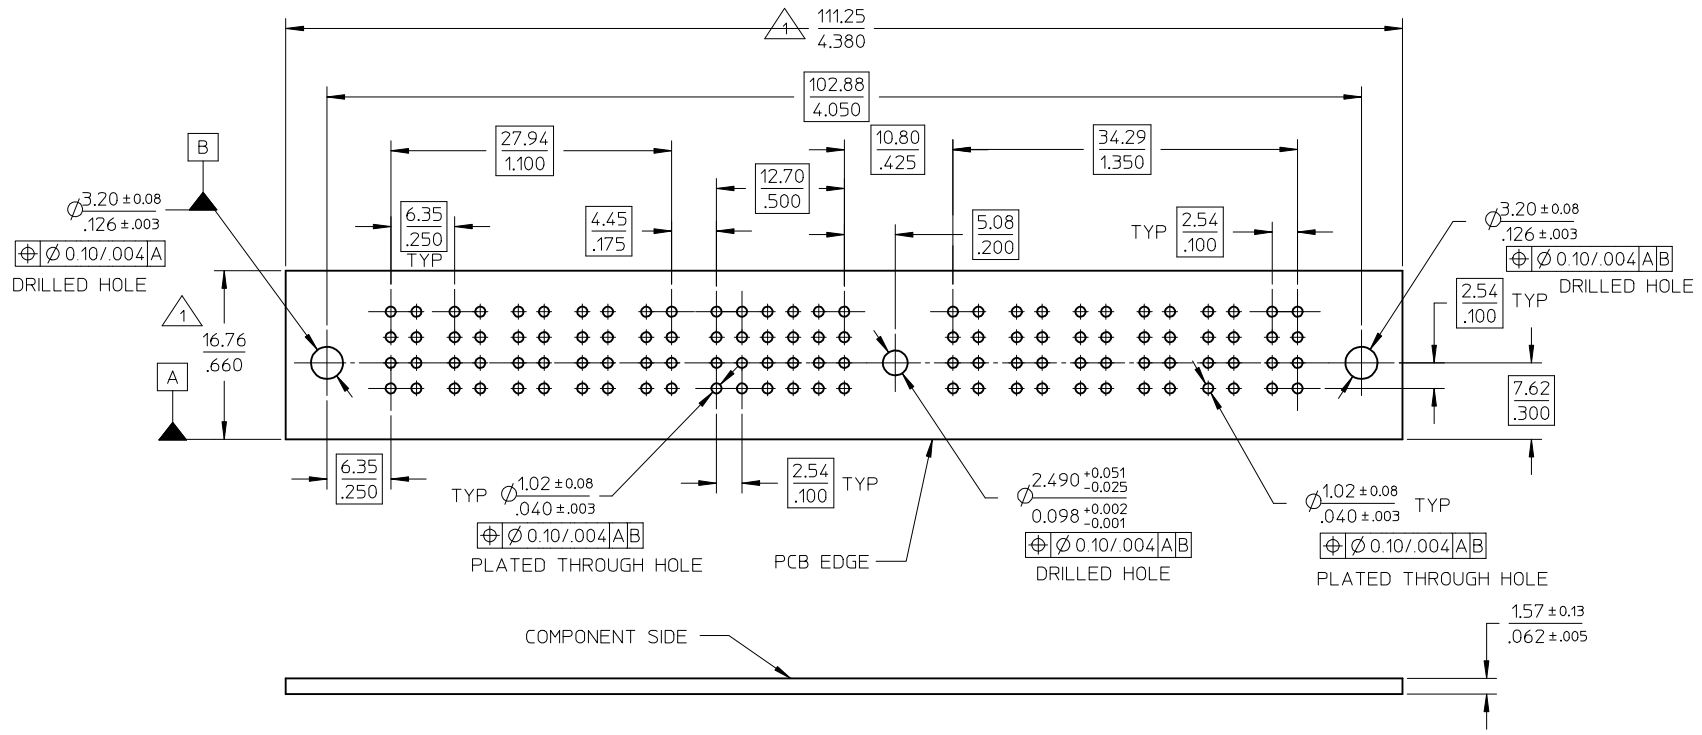 1
111.25
4.380
102.88
4.050
27.94
1.100
10.80
.425
34.29
1.350
B
12.70
.500
Ø3.20 ±0.08
.126 ±.003
⌖ Ø 0.10/.004 A
DRILLED HOLE
6.35
.250
TYP
4.45
.175
5.08
.200
TYP 2.54
.100
Ø3.20 ±0.08
.126 ±.003
⌖ Ø 0.10/.004 A B
DRILLED HOLE
2.54 TYP
.100
1
16.76
.660
A
7.62
.300
6.35
.250
TYP Ø1.02 ±0.08
.040 ±.003
⌖ Ø 0.10/.004 A B
PLATED THROUGH HOLE
2.54 TYP
.100
PCB EDGE
Ø2.490 +0.051
-0.025
0.098 +0.002
-0.001
⌖ Ø 0.10/.004 A B
DRILLED HOLE
Ø1.02 ±0.08 TYP
.040 ±.003
⌖ Ø 0.10/.004 A B
PLATED THROUGH HOLE
COMPONENT SIDE
1.57 ±0.13
.062 ±.005